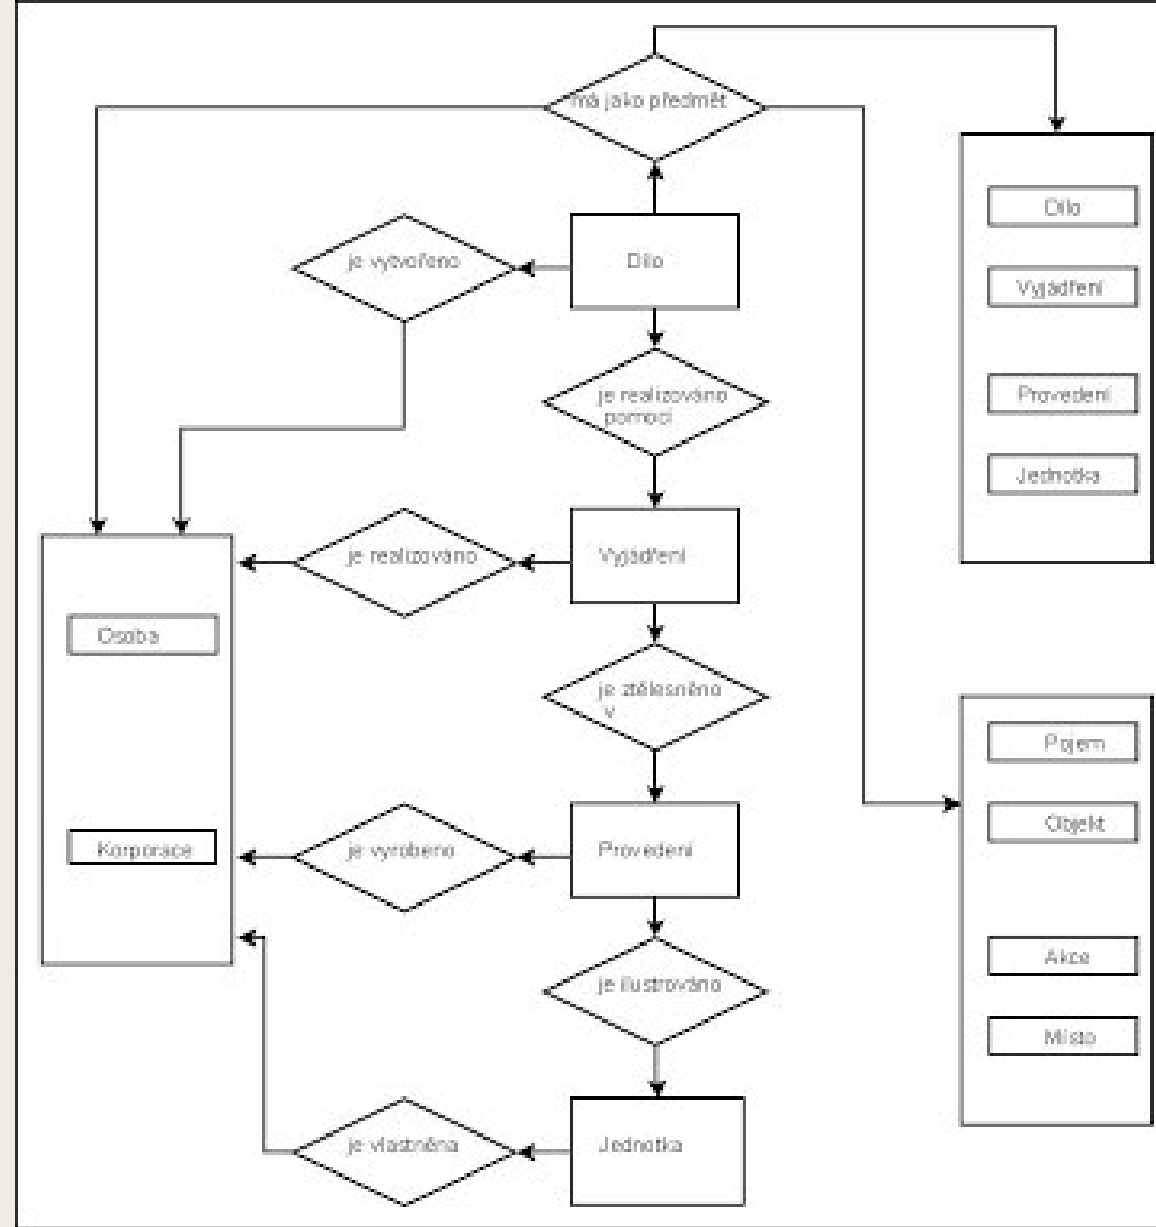 má jako předmět
Dílo
je vytvořeno
Dílo
Vyjádření
je realizováno
pomocí
Provedení
Jednotka
je realizováno
Vyjádření
Osoba
je ztělesněno
v
Pojem
Objekt
Korporace
je vyrobeno
Provedení
Akce
je ilustrováno
Místo
je vlastněna
Jednotka